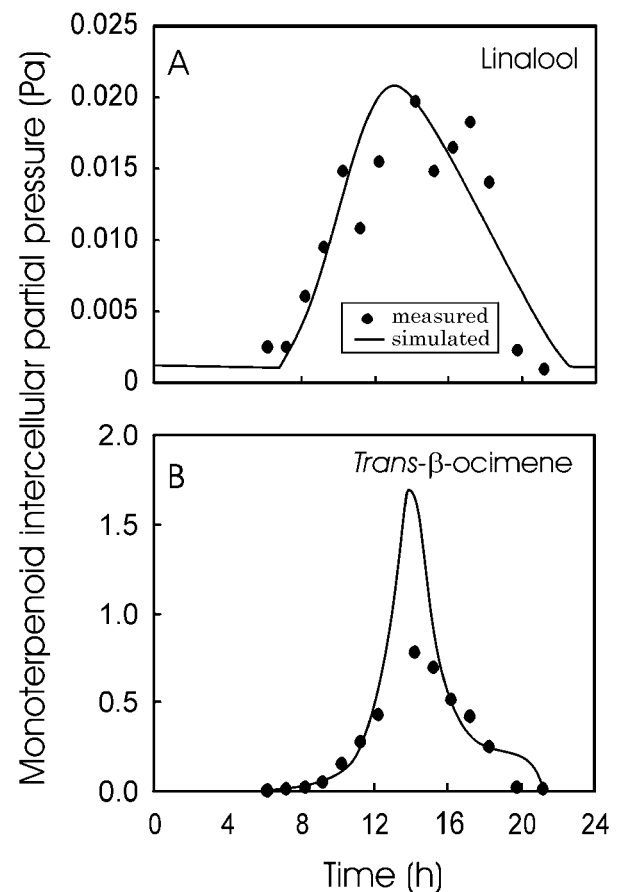 Monoterpenoid intercellular partial pressure (Pa)
A
Linalool
0.025
0.020
0.015
0.010
0.005
0
measured
simulated
B
Trans-β-ocimene
2.0
1.5
1.0
0.5
0.0
0 4 8 12 16 20 24
Time (h)